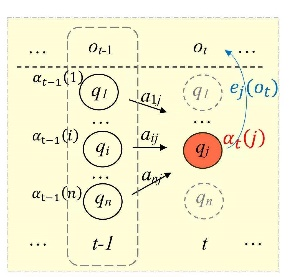 ... o_{t-1} o_t ...
α_{t-1}(1) q_1 a_{1j} q_1 e_j(o_t)
... ...
α_{t-1}(i) q_i a_{ij} q_j α_t(j)
... ...
α_{t-1}(n) q_n a_{nj} q_n
... t-1 t ...